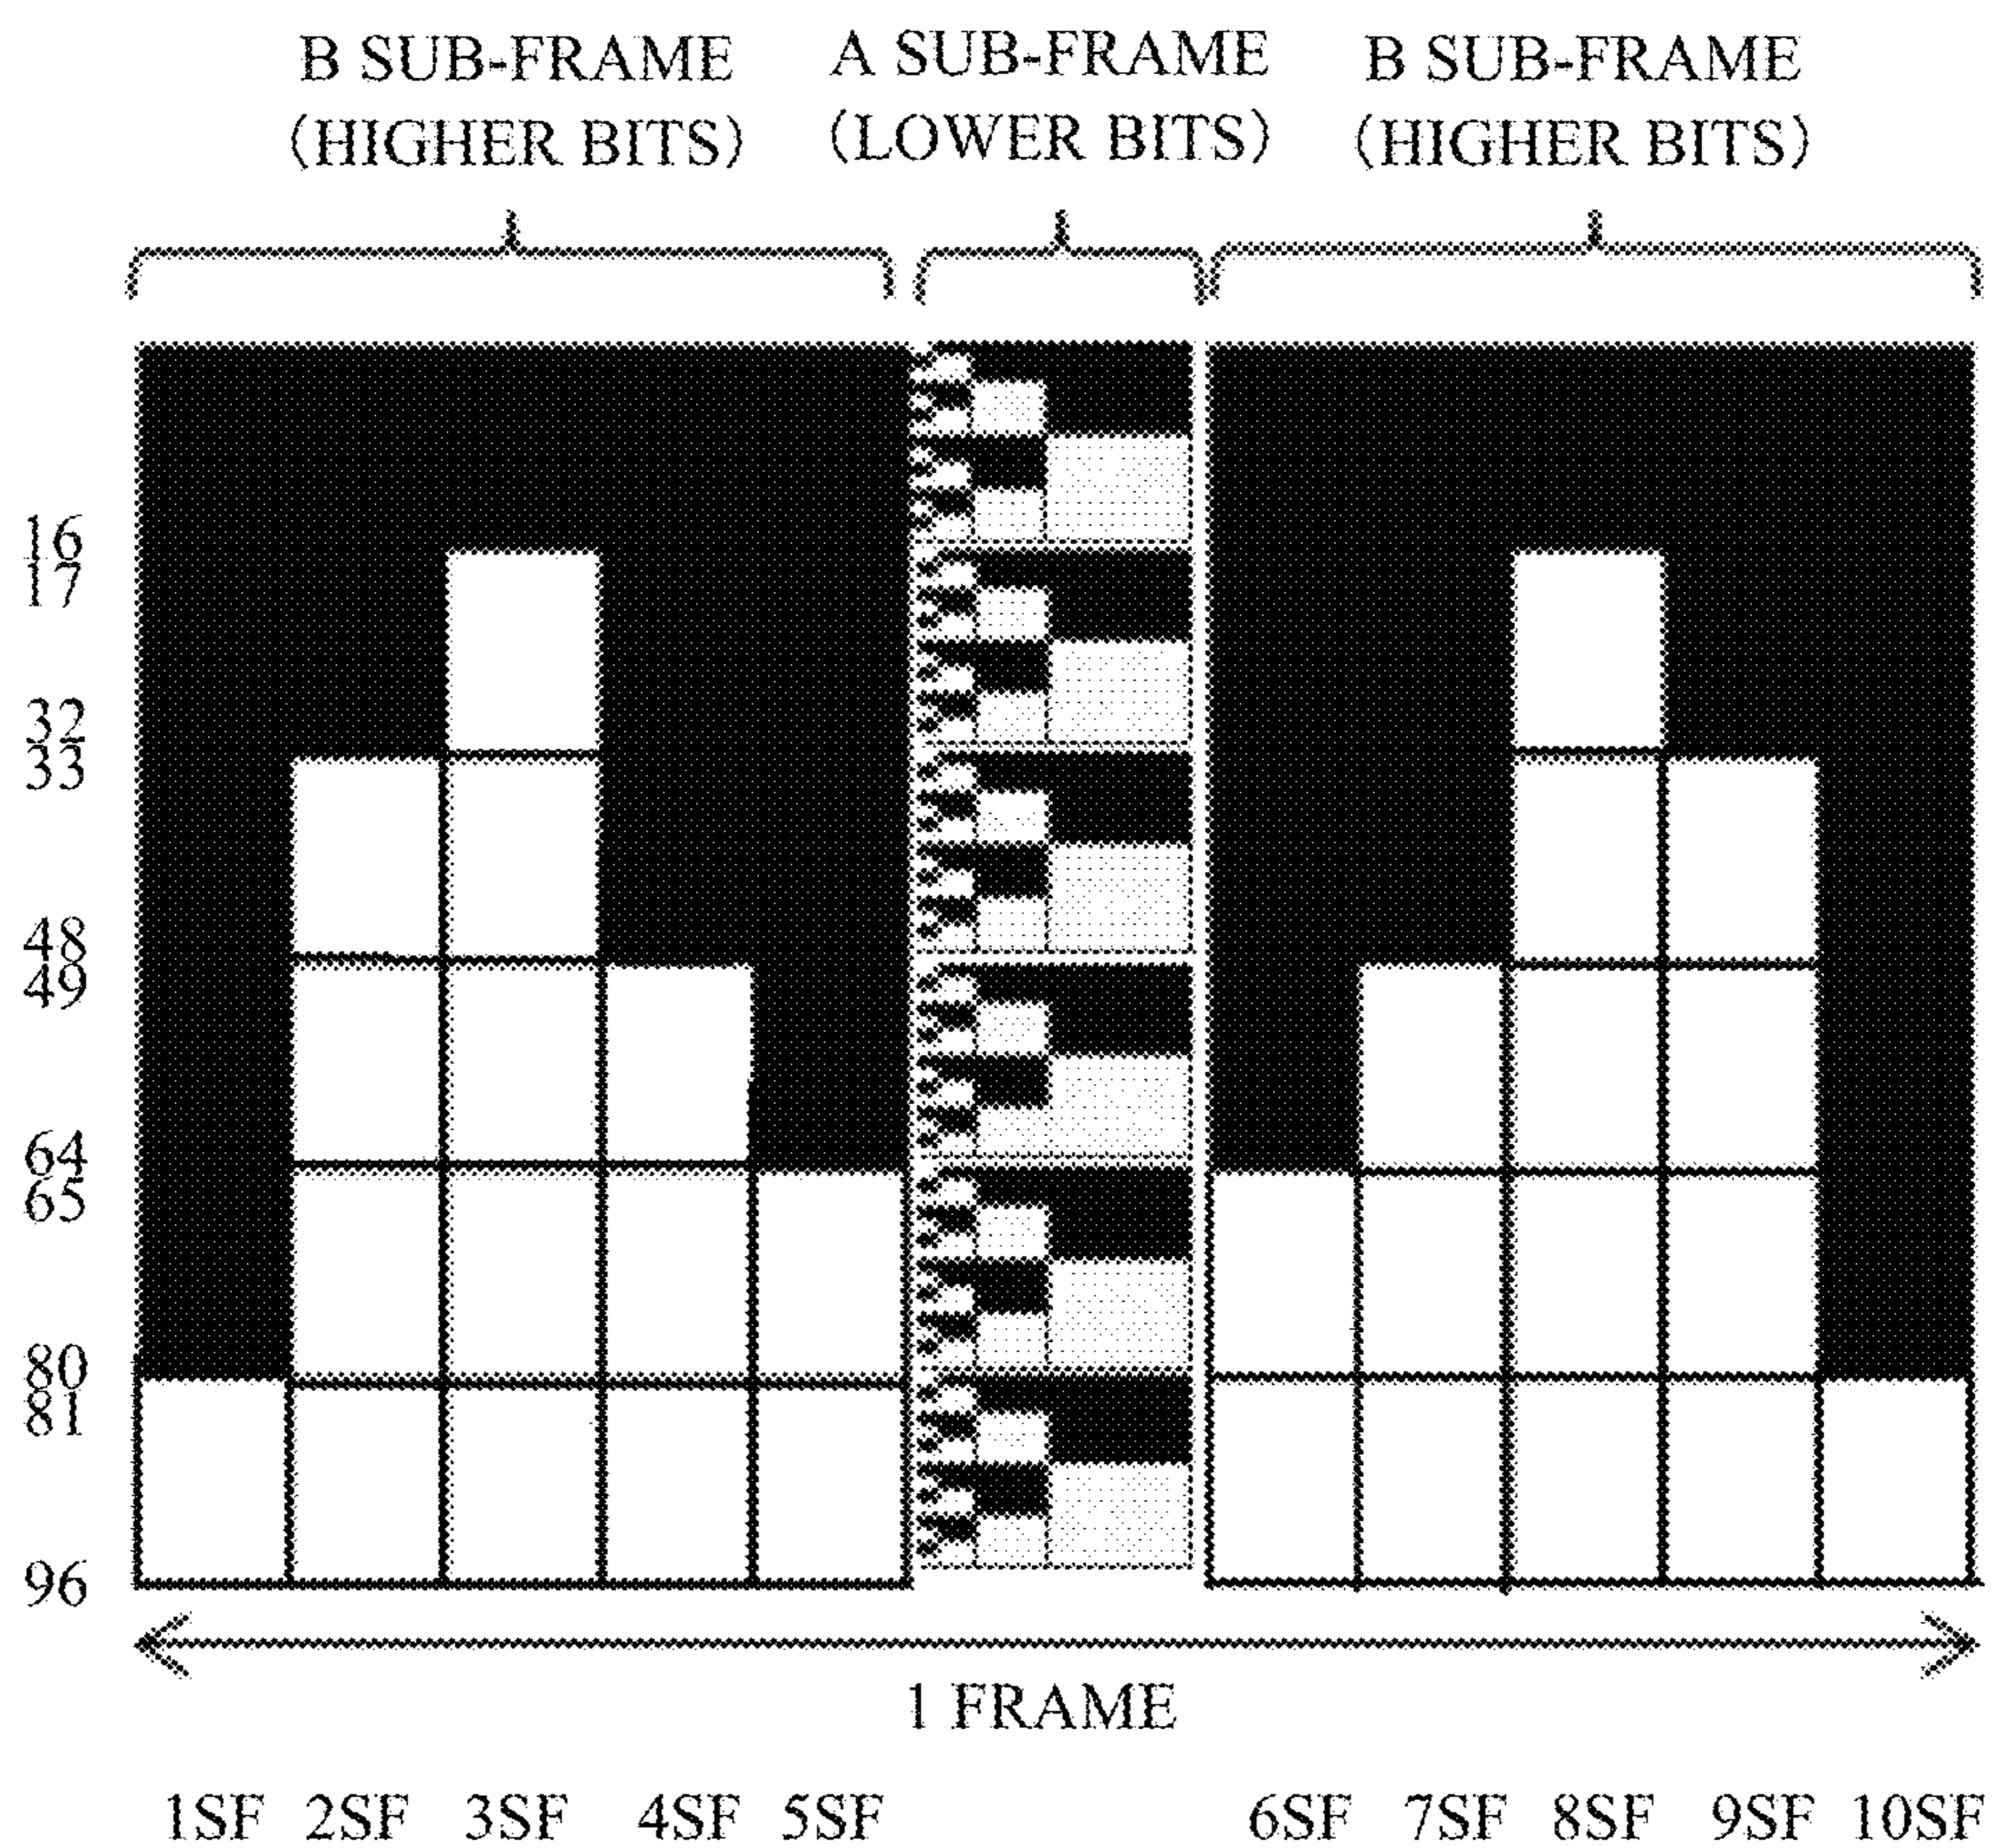 B SUB-FRAME A SUB-FRAME B SUB-FRAME
(HIGHER BITS) (LOWER BITS) (HIGHER BITS)
16
17
32
33
48
49
64
65
80
81
96
1 FRAME
1SF 2SF 3SF 4SF 5SF 6SF 7SF 8SF 9SF 10SF